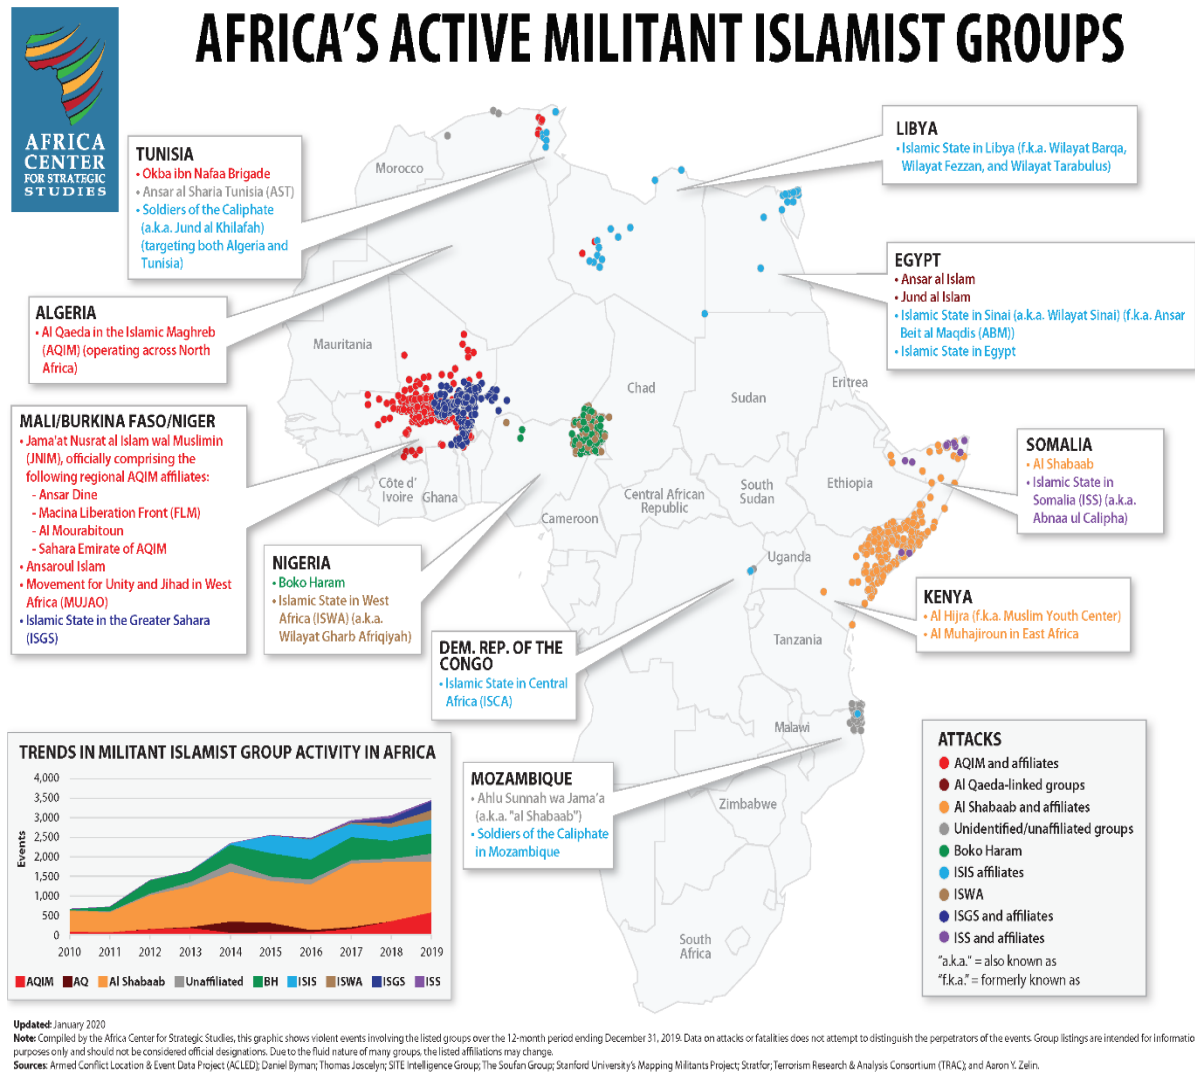 AFRICA'S ACTIVE MILITANT ISLAMIST GROUPS
AFRICA
CENTER
FOR STRATEGIC
STUDIES
TUNISIA
• Okba ibn Nafaa Brigade
• Ansar al Sharia Tunisia (AST)
• Soldiers of the Caliphate
(a.k.a. Jund al Khilafah)
(targeting both Algeria and
Tunisia)
LIBYA
• Islamic State in Libya (f.k.a. Wilayat Barqa,
Wilayat Fezzan, and Wilayat Tarabulus)
EGYPT
• Ansar al Islam
• Jund al Islam
• Islamic State in Sinai (a.k.a. Wilayat Sinai) (f.k.a. Ansar
Beit al Maqdis (ABM))
• Islamic State in Egypt
ALGERIA
• Al Qaeda in the Islamic Maghreb
(AQIM) (operating across North
Africa)
MALI/BURKINA FASO/NIGER
• Jama'at Nusrat al Islam wal Muslimin
(JNIM), officially comprising the
following regional AQIM affiliates:
- Ansar Dine
- Macina Liberation Front (FLM)
- Al Mourabitoun
- Sahara Emirate of AQIM
• Ansaroul Islam
• Movement for Unity and Jihad in West
Africa (MUJAO)
• Islamic State in the Greater Sahara
(ISGS)
SOMALIA
• Al Shabaab
• Islamic State in
Somalia (ISS) (a.k.a.
Abnaa ul Calipha)
NIGERIA
• Boko Haram
• Islamic State in West
Africa (ISWA) (a.k.a.
Wilayat Gharb Afriqiyah)
KENYA
• Al Hijra (f.k.a. Muslim Youth Center)
• Al Muhajiroun in East Africa
DEM. REP. OF THE
CONGO
• Islamic State in Central
Africa (ISCA)
MOZAMBIQUE
• Ahlu Sunnah wa Jama'a
(a.k.a. "al Shabaab")
• Soldiers of the Caliphate
in Mozambique
Morocco
Mauritania
Chad
Sudan
Eritrea
Côte d'
Ivoire
Ghana
Cameroon
Central African
Republic
South
Sudan
Ethiopia
Uganda
Tanzania
Malawi
Zimbabwe
South
Africa
TRENDS IN MILITANT ISLAMIST GROUP ACTIVITY IN AFRICA
Events
4,000
3,500
3,000
2,500
2,000
1,500
1,000
500
0
2010 2011 2012 2013 2014 2015 2016 2017 2018 2019
AQIM AQ Al Shabaab Unaffiliated BH ISIS ISWA ISGS ISS
ATTACKS
AQIM and affiliates
Al Qaeda-linked groups
Al Shabaab and affiliates
Unidentified/unaffiliated groups
Boko Haram
ISIS affiliates
ISWA
ISGS and affiliates
ISS and affiliates
"a.k.a." = also known as
"f.k.a." = formerly known as
Updated: January 2020
Note: Compiled by the Africa Center for Strategic Studies, this graphic shows violent events involving the listed groups over the 12-month period ending December 31, 2019. Data on attacks or fatalities does not attempt to distinguish the perpetrators of the events. Group listings are intended for informatio
purposes only and should not be considered official designations. Due to the fluid nature of many groups, the listed affiliations may change.
Sources: Armed Conflict Location & Event Data Project (ACLED); Daniel Byman; Thomas Joscelyn; SITE Intelligence Group; The Soufan Group; Stanford University's Mapping Militants Project; Stratfor; Terrorism Research & Analysis Consortium (TRAC); and Aaron Y. Zelin.